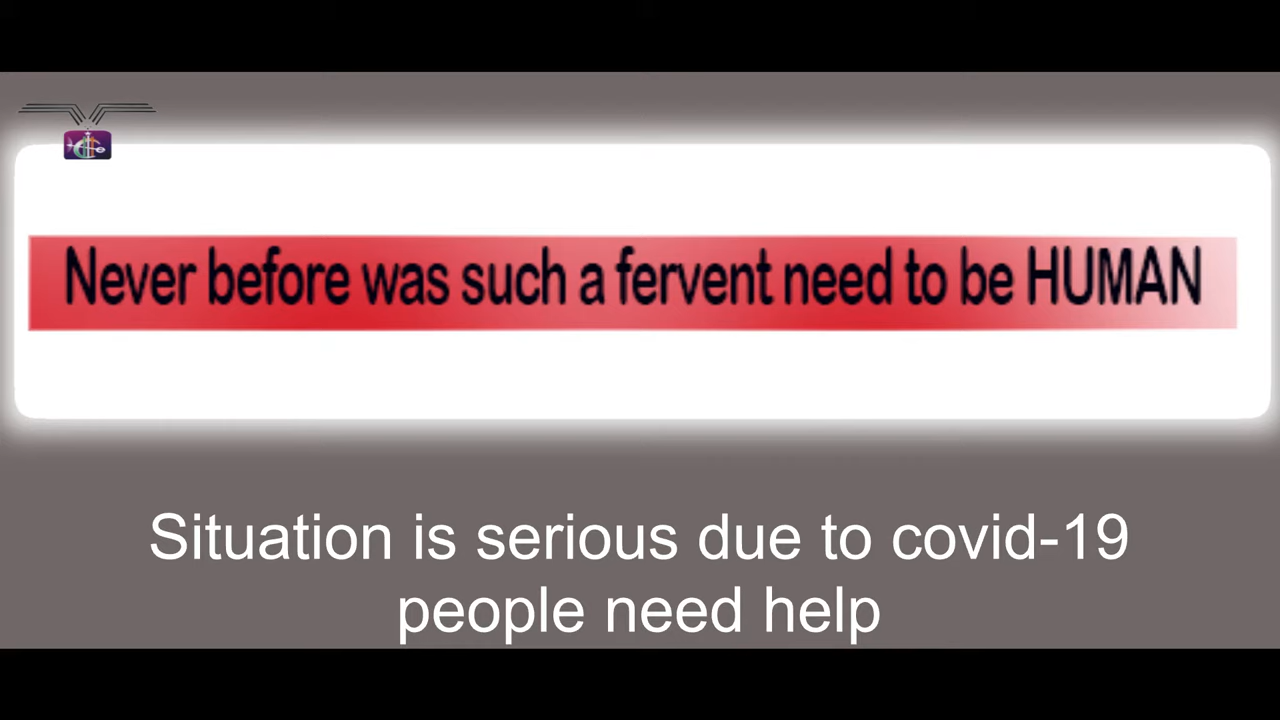 Never before was such a fervent need to be HUMAN
Situation is serious due to covid-19
people need help